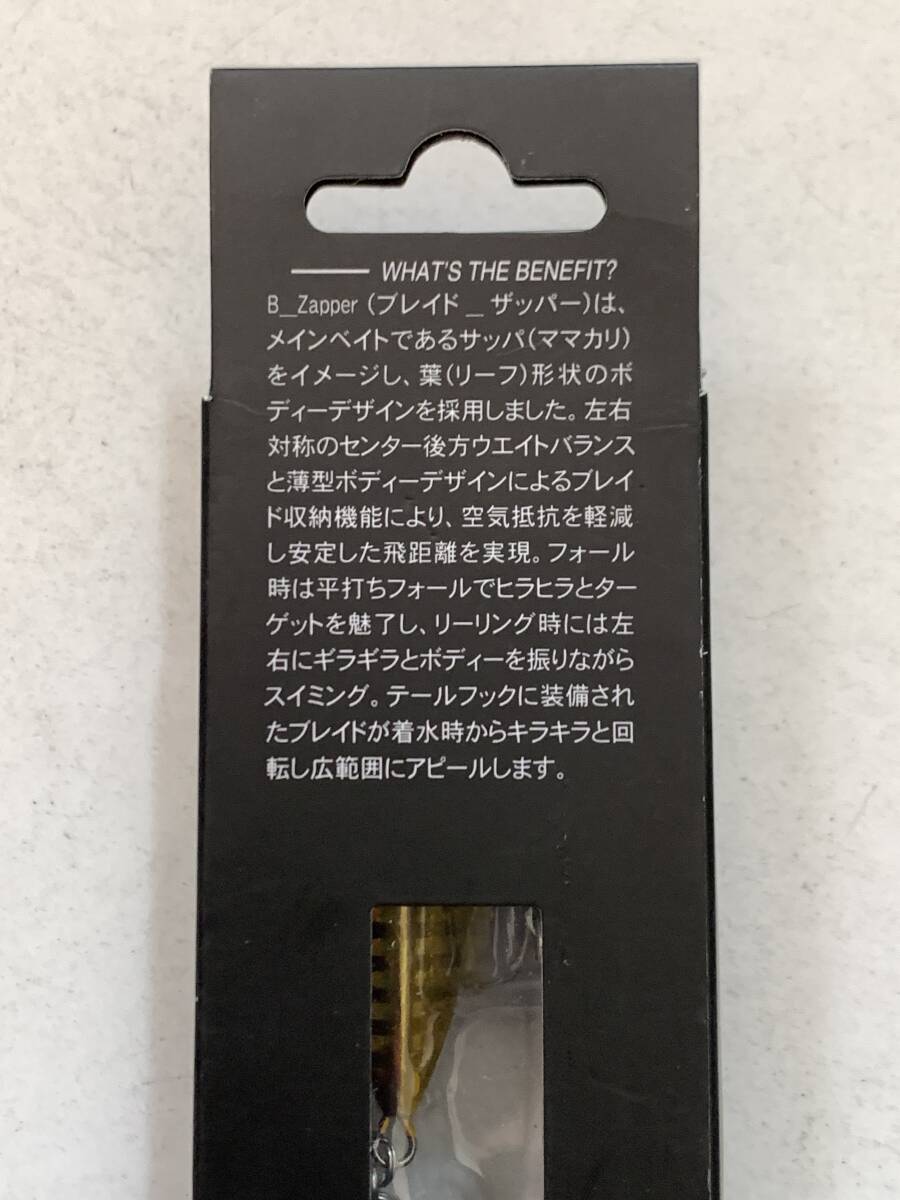 WHAT'S THE BENEFIT?
B_Zapper (ブレイド _ ザッパー)は、
メインベイトであるサッパ(ママカリ)
をイメージし、葉(リーフ)形状のボ
ディーデザインを採用しました。左右
対称のセンター後方ウエイトバランス
と薄型ボディーデザインによるブレイ
ド収納機能により、空気抵抗を軽減
し安定した飛距離を実現。フォール
時は平打ちフォールでヒラヒラとター
ゲットを魅了し、リーリング時には左
右にギラギラとボディーを振りながら
スイミング。テールフックに装備され
たブレイドが着水時からキラキラと回
転し広範囲にアピールします。